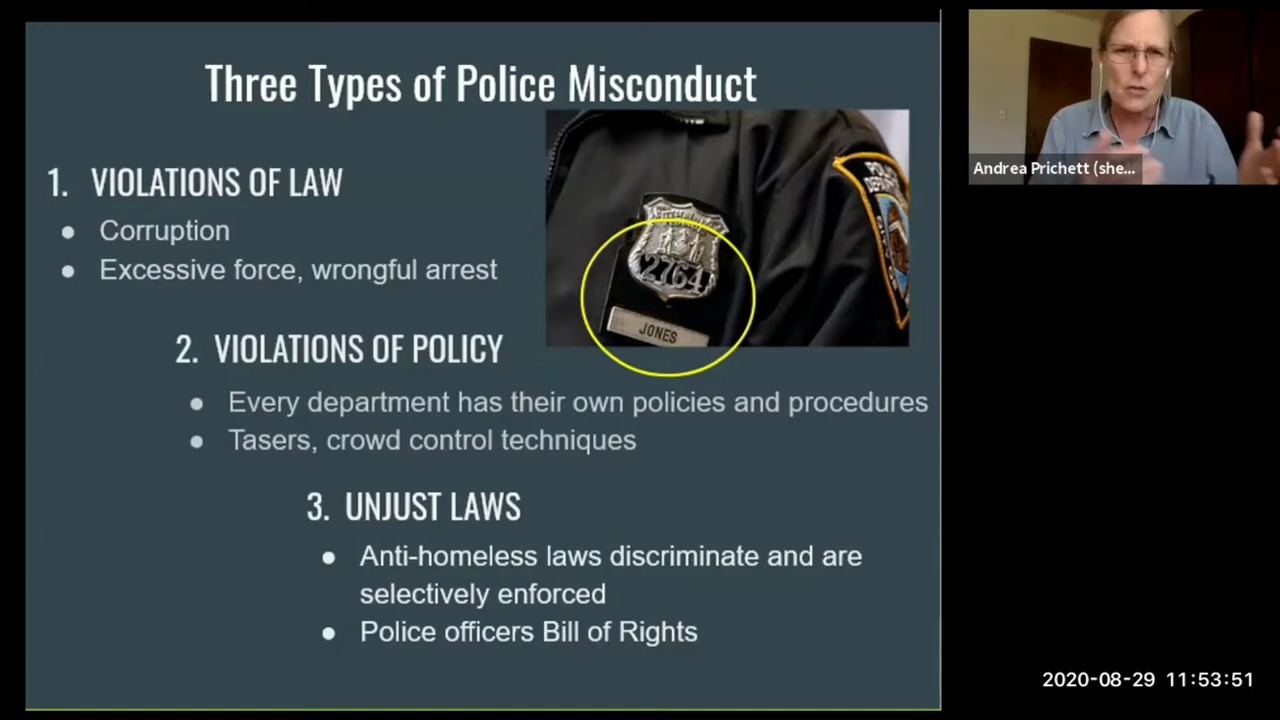 Three Types of Police Misconduct
1. VIOLATIONS OF LAW
● Corruption
● Excessive force, wrongful arrest
2764
JONES
2. VIOLATIONS OF POLICY
● Every department has their own policies and procedures
● Tasers, crowd control techniques
3. UNJUST LAWS
● Anti-homeless laws discriminate and are
selectively enforced
● Police officers Bill of Rights
Andrea Prichett (she...
2020-08-29 11:53:51